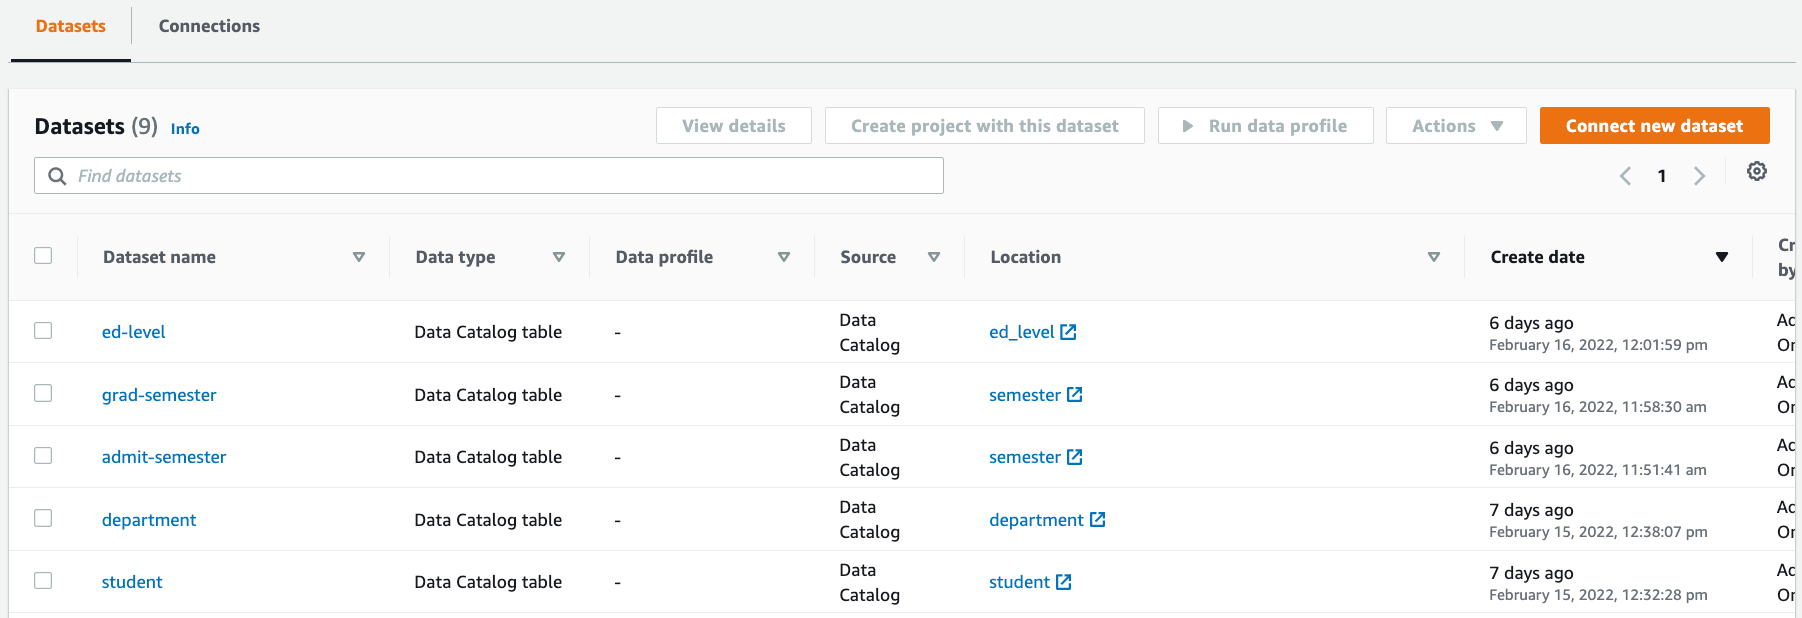 Datasets Connections
Datasets (9) Info View details Create project with this dataset Run data profile Actions Connect new dataset
Find datasets 1
Dataset name Data type Data profile Source Location Create date Cr by
ed-level Data Catalog table - Data Catalog ed_level 6 days ago Ac
February 16, 2022, 12:01:59 pm Or
grad-semester Data Catalog table - Data Catalog semester 6 days ago Ac
February 16, 2022, 11:58:30 am Or
admit-semester Data Catalog table - Data Catalog semester 6 days ago Ac
February 16, 2022, 11:51:41 am Or
department Data Catalog table - Data Catalog department 7 days ago Ac
February 15, 2022, 12:38:07 pm Or
student Data Catalog table - Data Catalog student 7 days ago Ac
February 15, 2022, 12:32:28 pm Or